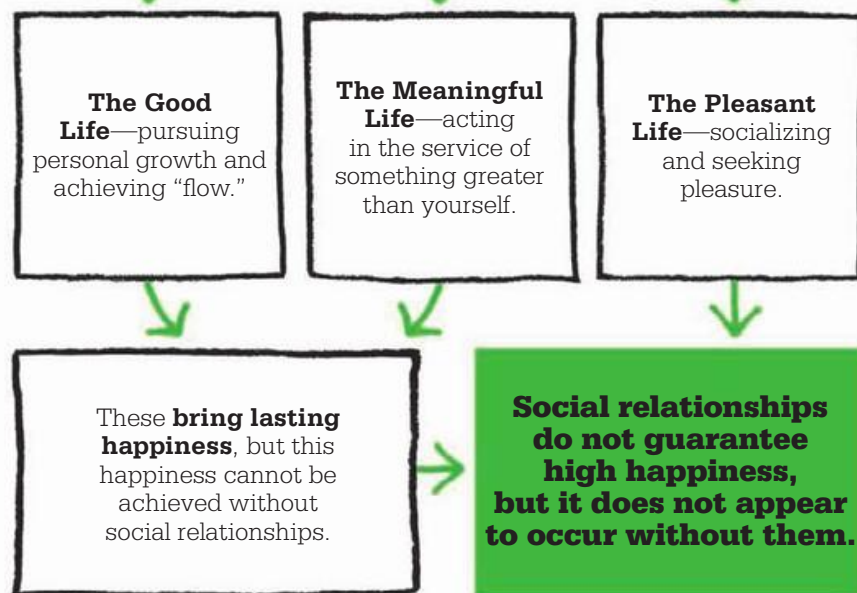 The Good
Life—pursuing
personal growth and
achieving “flow.”
The Meaningful
Life—acting
in the service of
something greater
than yourself.
The Pleasant
Life—socializing
and seeking
pleasure.
These bring lasting
happiness, but this
happiness cannot be
achieved without
social relationships.
Social relationships
do not guarantee
high happiness,
but it does not appear
to occur without them.